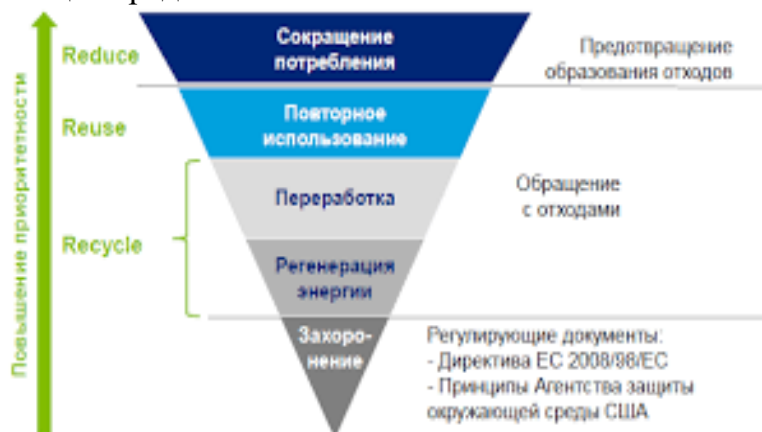 Повышение приоритетности
Reduce
Сокращение
потребления
Предотвращение
образования отходов
Reuse
Повторное
использование
Переработка
Обращение
с отходами
Recycle
Регенерация
энергии
Захоро-
нение
Регулирующие документы:
- Директива ЕС 2008/98/ЕС
- Принципы Агентства защиты
окружающей среды США